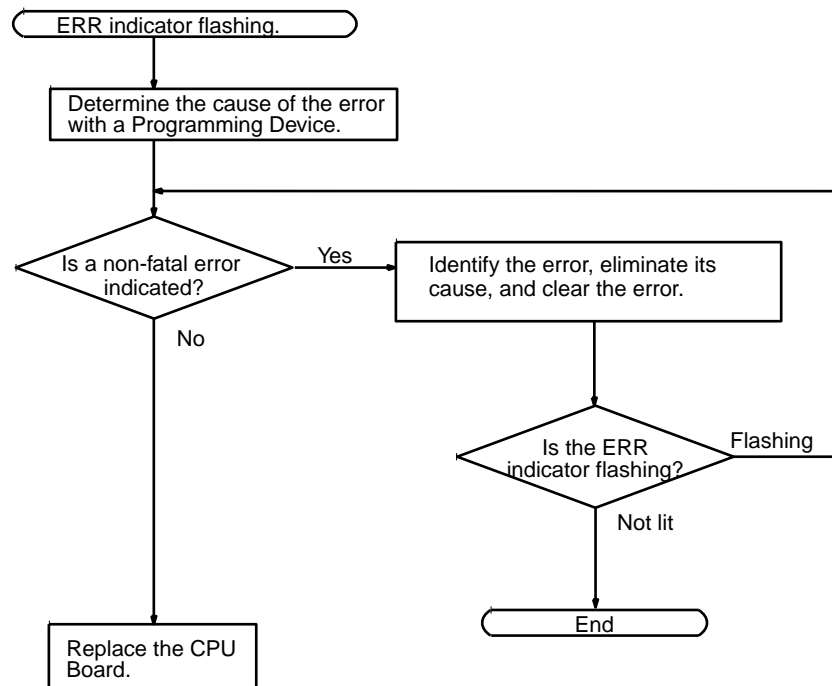 ERR indicator flashing.
Determine the cause of the error
with a Programming Device.
Is a non-fatal error
indicated?
Yes
Identify the error, eliminate its
cause, and clear the error.
No
Is the ERR
indicator flashing?
Flashing
Not lit
End
Replace the CPU
Board.